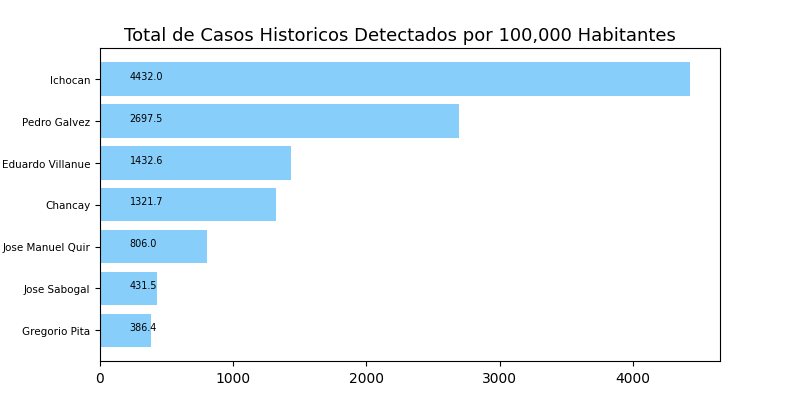 Total de Casos Historicos Detectados por 100,000 Habitantes
Ichocan 4432.0
Pedro Galvez 2697.5
Eduardo Villanue 1432.6
Chancay 1321.7
Jose Manuel Quir 806.0
Jose Sabogal 431.5
Gregorio Pita 386.4
0 1000 2000 3000 4000